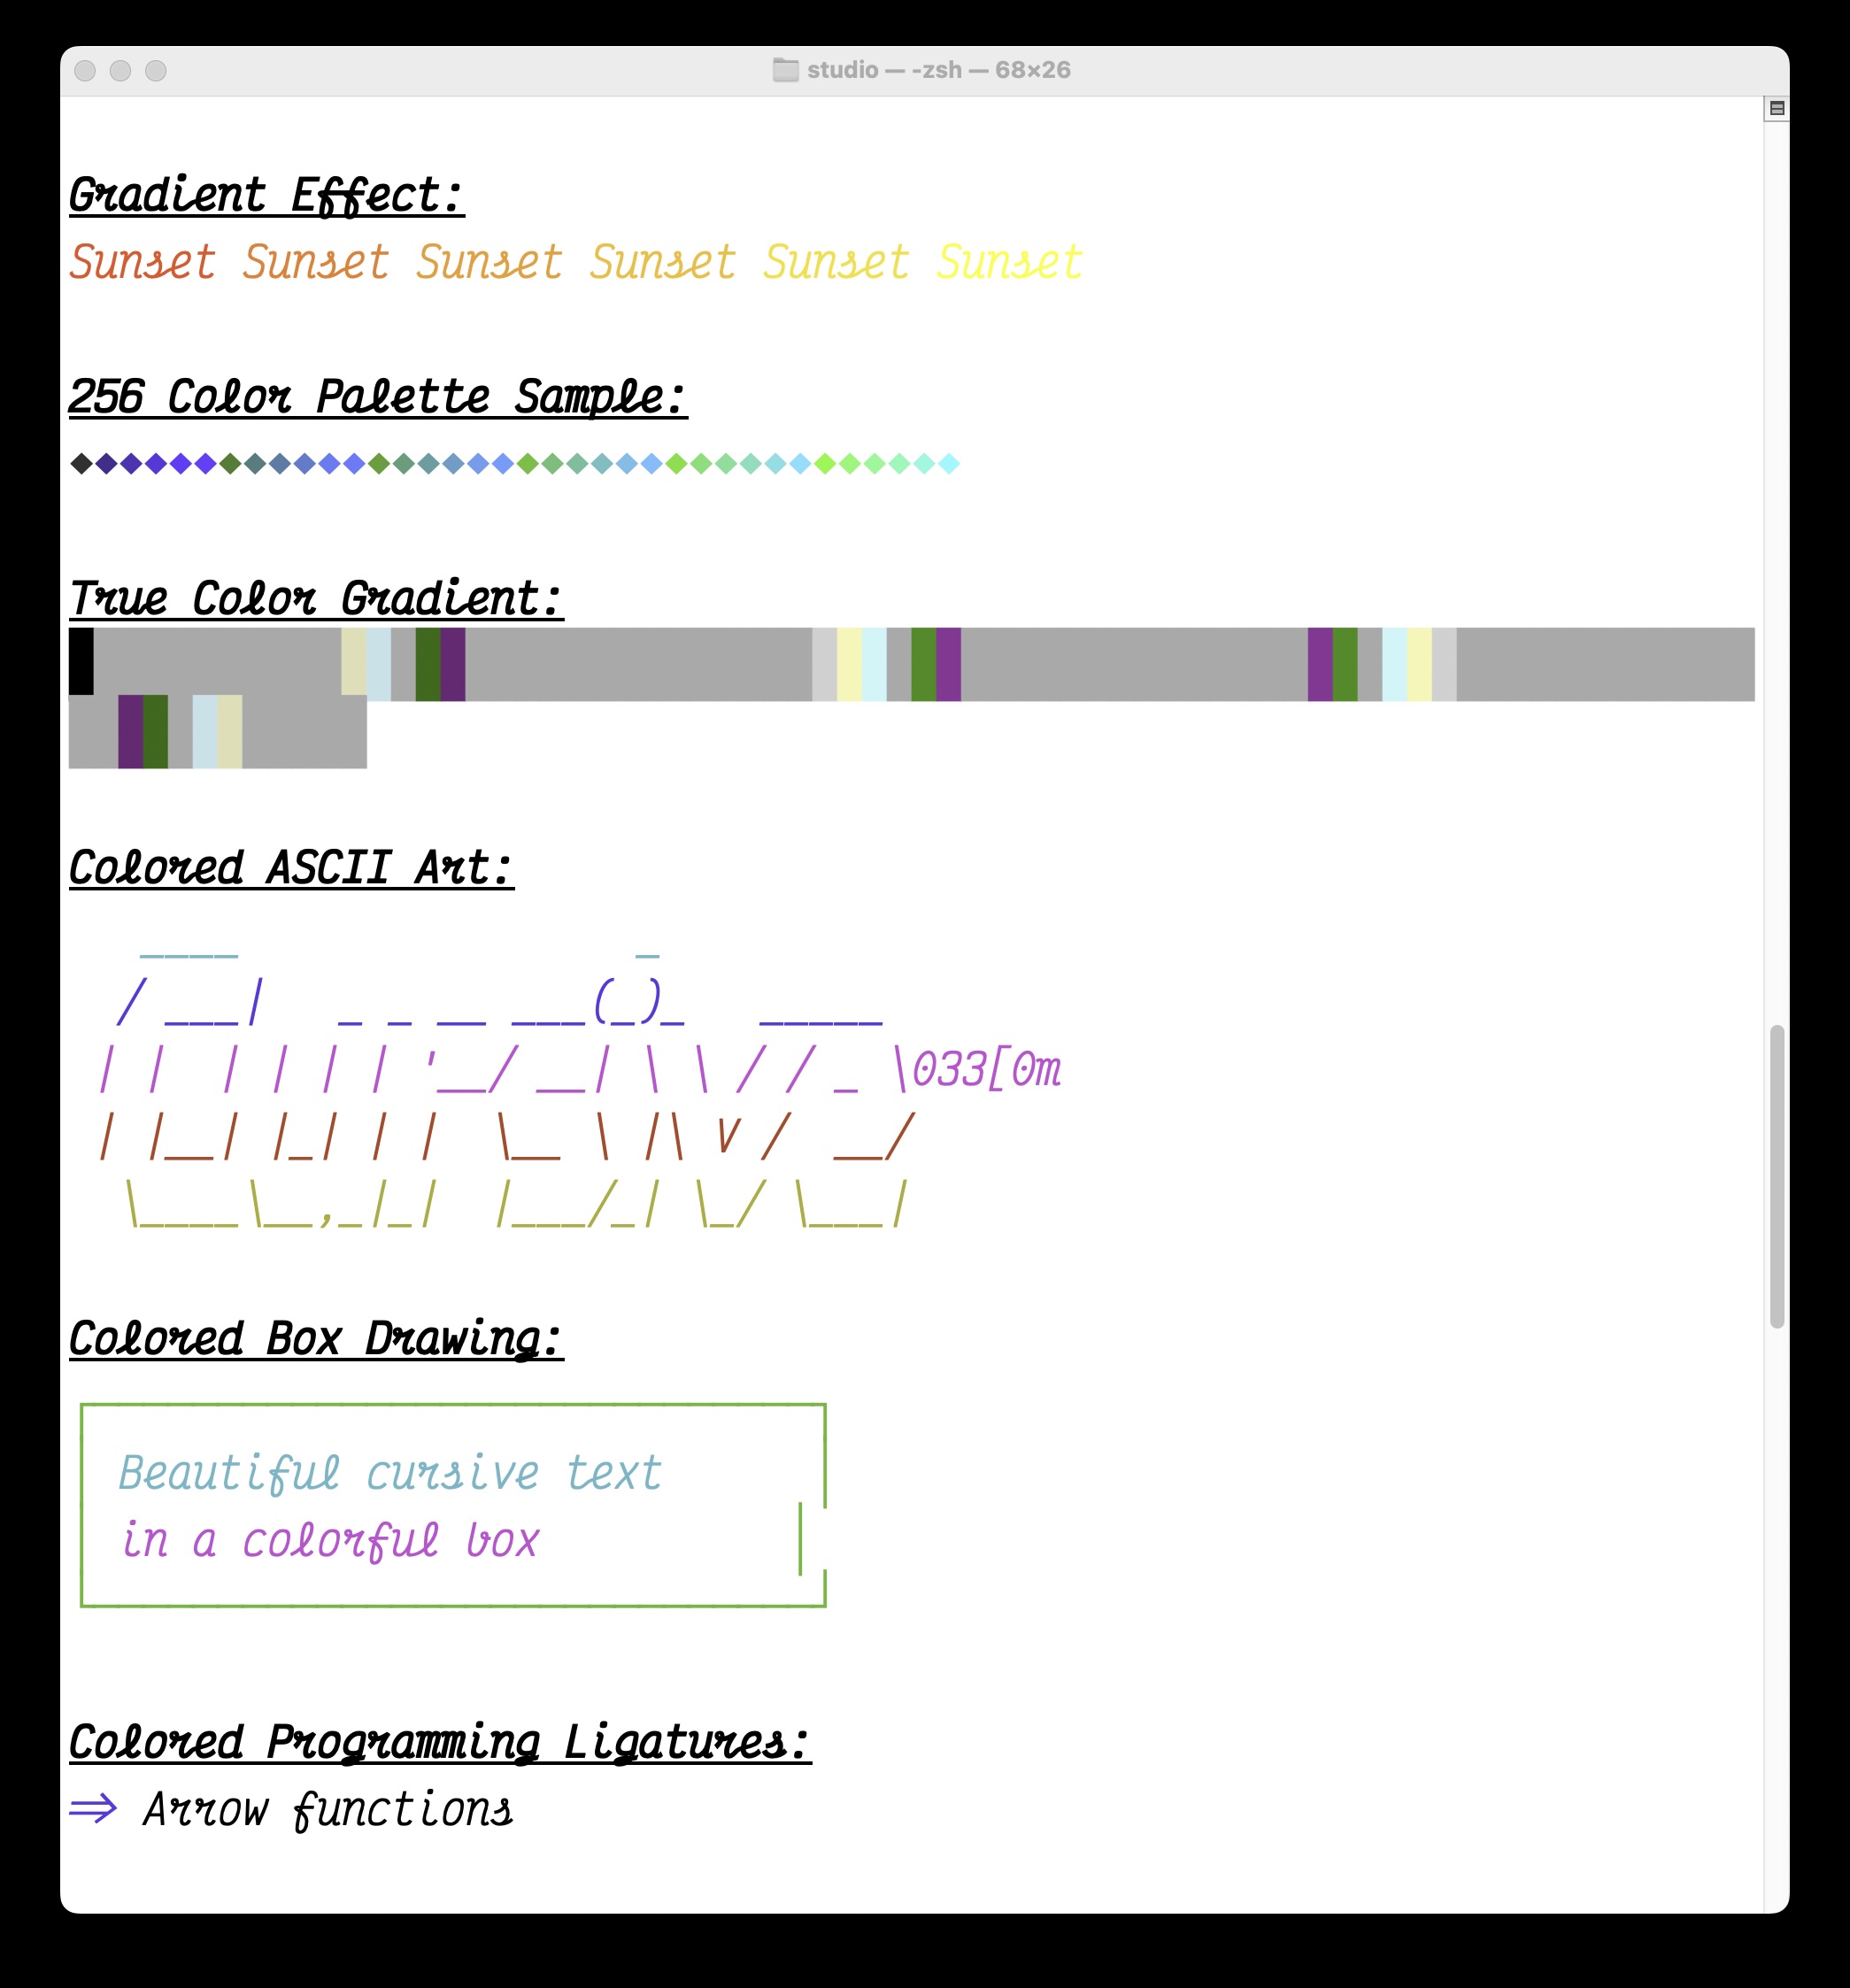 studio — -zsh — 68×26
Gradient Effect:
Sunset Sunset Sunset Sunset Sunset Sunset
256 Color Palette Sample:
◆◆◆◆◆◆◆◆◆◆◆◆◆◆◆◆◆◆◆◆◆◆◆◆◆◆◆◆◆◆◆◆◆◆◆◆
True Color Gradient:
Colored ASCII Art:
   ____                _
  / ___|   _ _ __ ___(_)_   _____
 | |  | | | | '__/ __| \ \ / / _ \033[0m
 | |__| |_| | |  \__ \ |\ V /  __/
  \____\__,_|_|  |___/_| \_/ \___|
Colored Box Drawing:
┌─────────────────────────────┐
│ Beautiful cursive text      │
│ in a colorful box          │
└─────────────────────────────┘
Colored Programming Ligatures:
⇒ Arrow functions